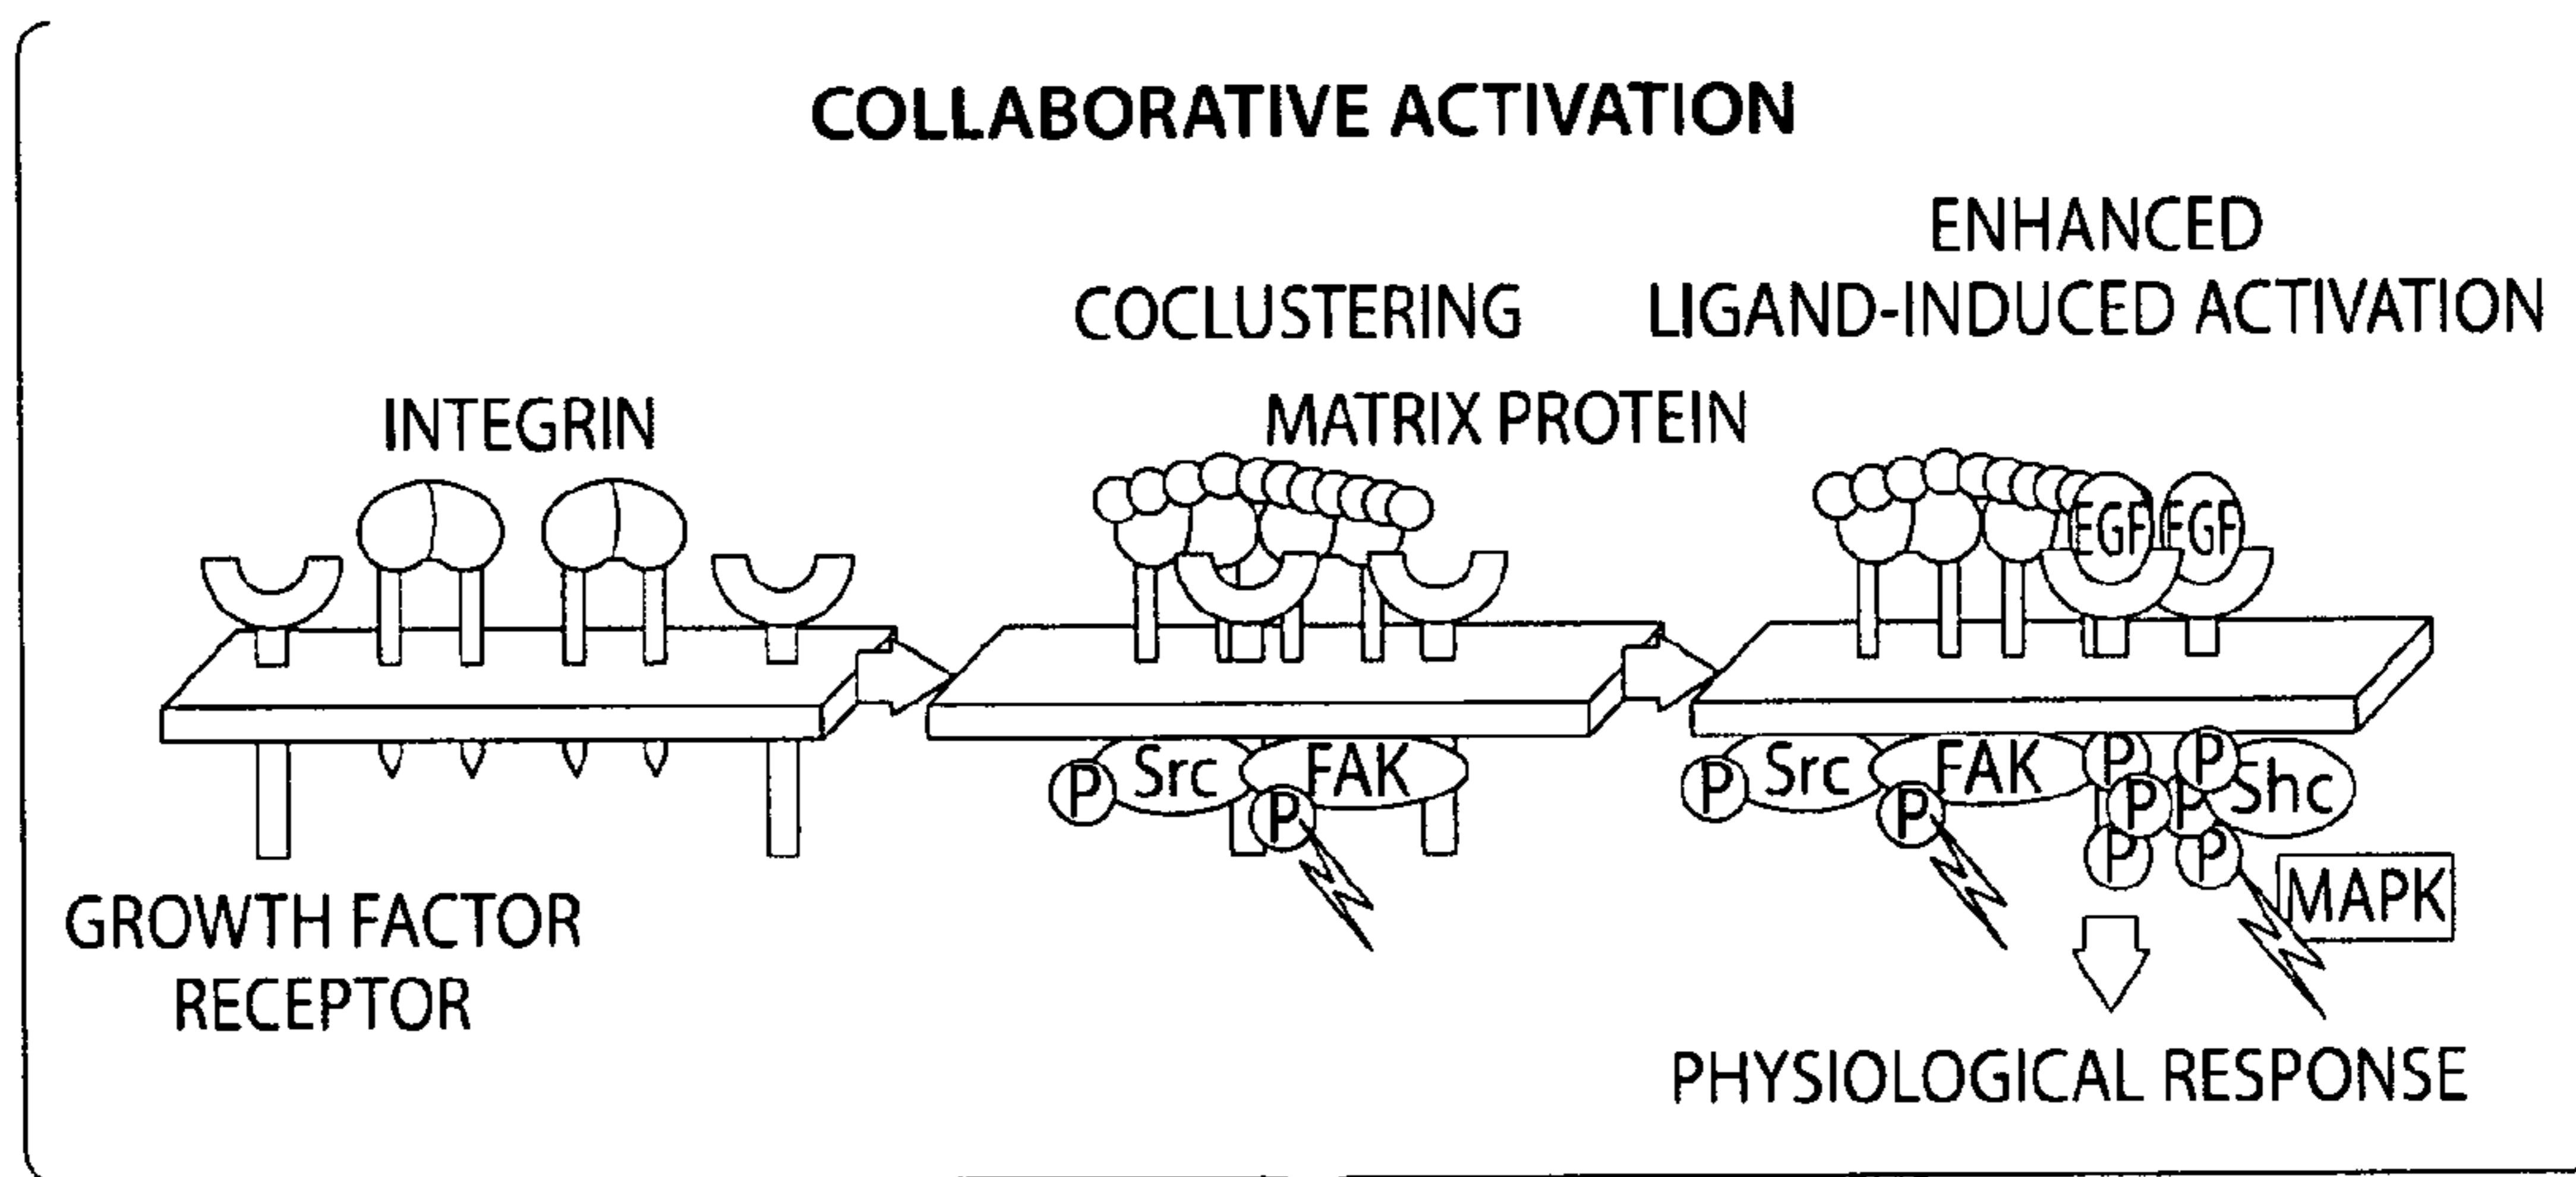 COLLABORATIVE ACTIVATION
ENHANCED
LIGAND-INDUCED ACTIVATION
COCLUSTERING
MATRIX PROTEIN
INTEGRIN
EGF EGF
P Src FAK
P
P Src FAK P P Shc
P P P
P P
MAPK
GROWTH FACTOR
RECEPTOR
PHYSIOLOGICAL RESPONSE